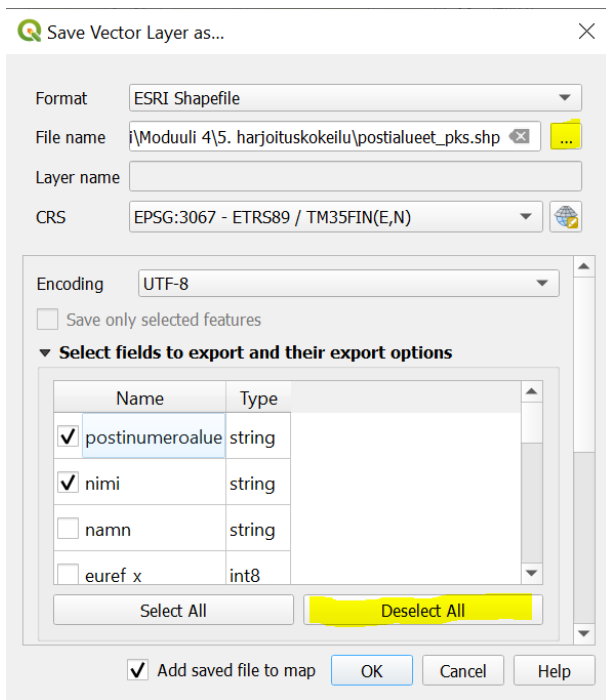 Save Vector Layer as...
Format ESRI Shapefile
File name i\Moduuli 4\5. harjoituskokeilu\postialueet_pks.shp ...
Layer name
CRS EPSG:3067 - ETRS89 / TM35FIN(E,N)
Encoding UTF-8
Save only selected features
Select fields to export and their export options
Name Type
postinumeroalue string
nimi string
namn string
euref_x int8
Select All Deselect All
Add saved file to map OK Cancel Help